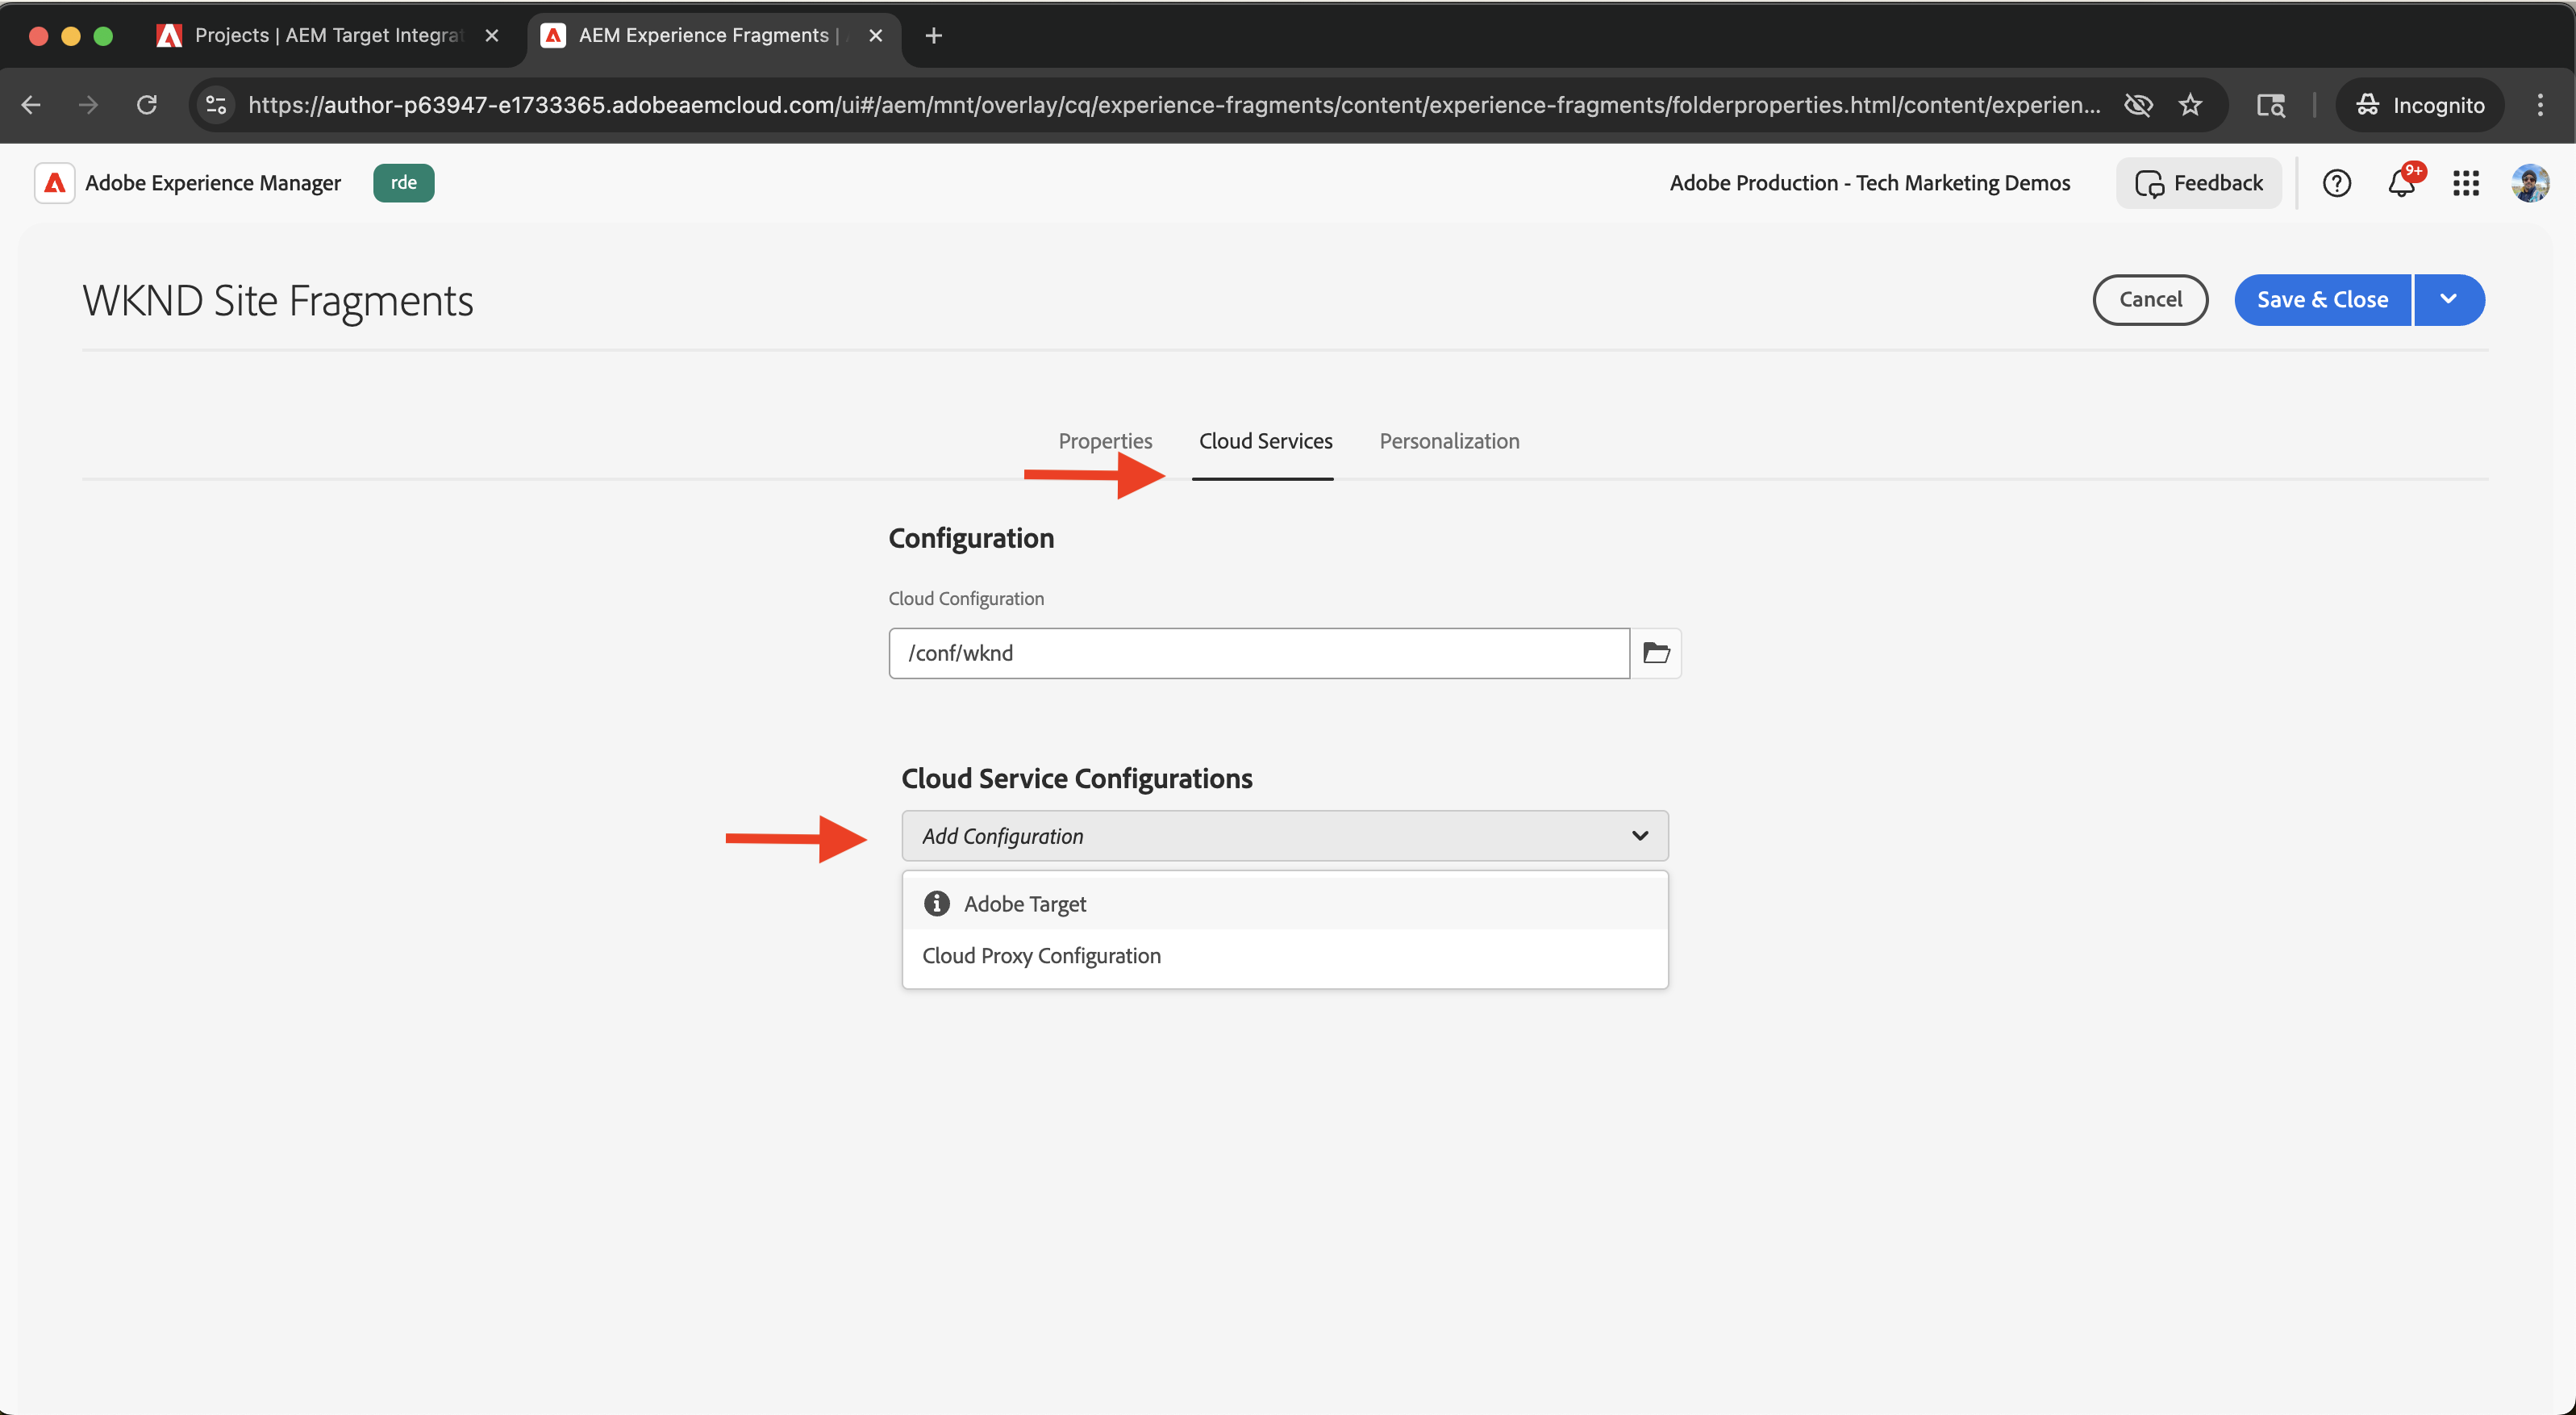 Projects | AEM Target Integrat
AEM Experience Fragments |
https://author-p63947-e1733365.adobeaemcloud.com/ui#/aem/mnt/overlay/cq/experience-fragments/content/experience-fragments/folderproperties.html/content/experien...
Incognito
Adobe Experience Manager
rde
Adobe Production - Tech Marketing Demos
Feedback
9+
WKND Site Fragments
Cancel
Save & Close
Properties
Cloud Services
Personalization
Configuration
Cloud Configuration
/conf/wknd
Cloud Service Configurations
Add Configuration
Adobe Target
Cloud Proxy Configuration